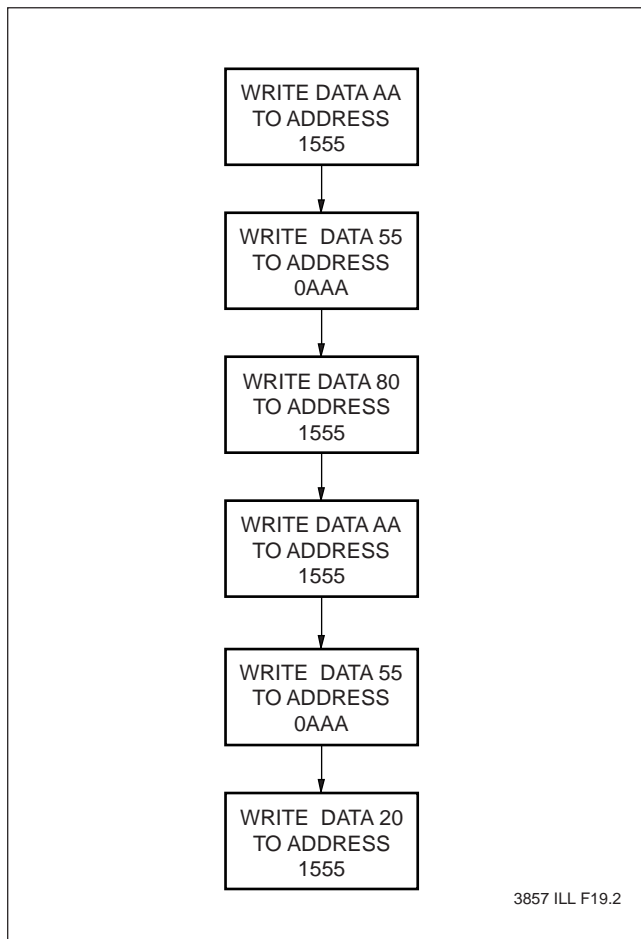 WRITE DATA AA
TO ADDRESS
1555
WRITE DATA 55
TO ADDRESS
0AAA
WRITE DATA 80
TO ADDRESS
1555
WRITE DATA AA
TO ADDRESS
1555
WRITE DATA 55
TO ADDRESS
0AAA
WRITE DATA 20
TO ADDRESS
1555
3857 ILL F19.2